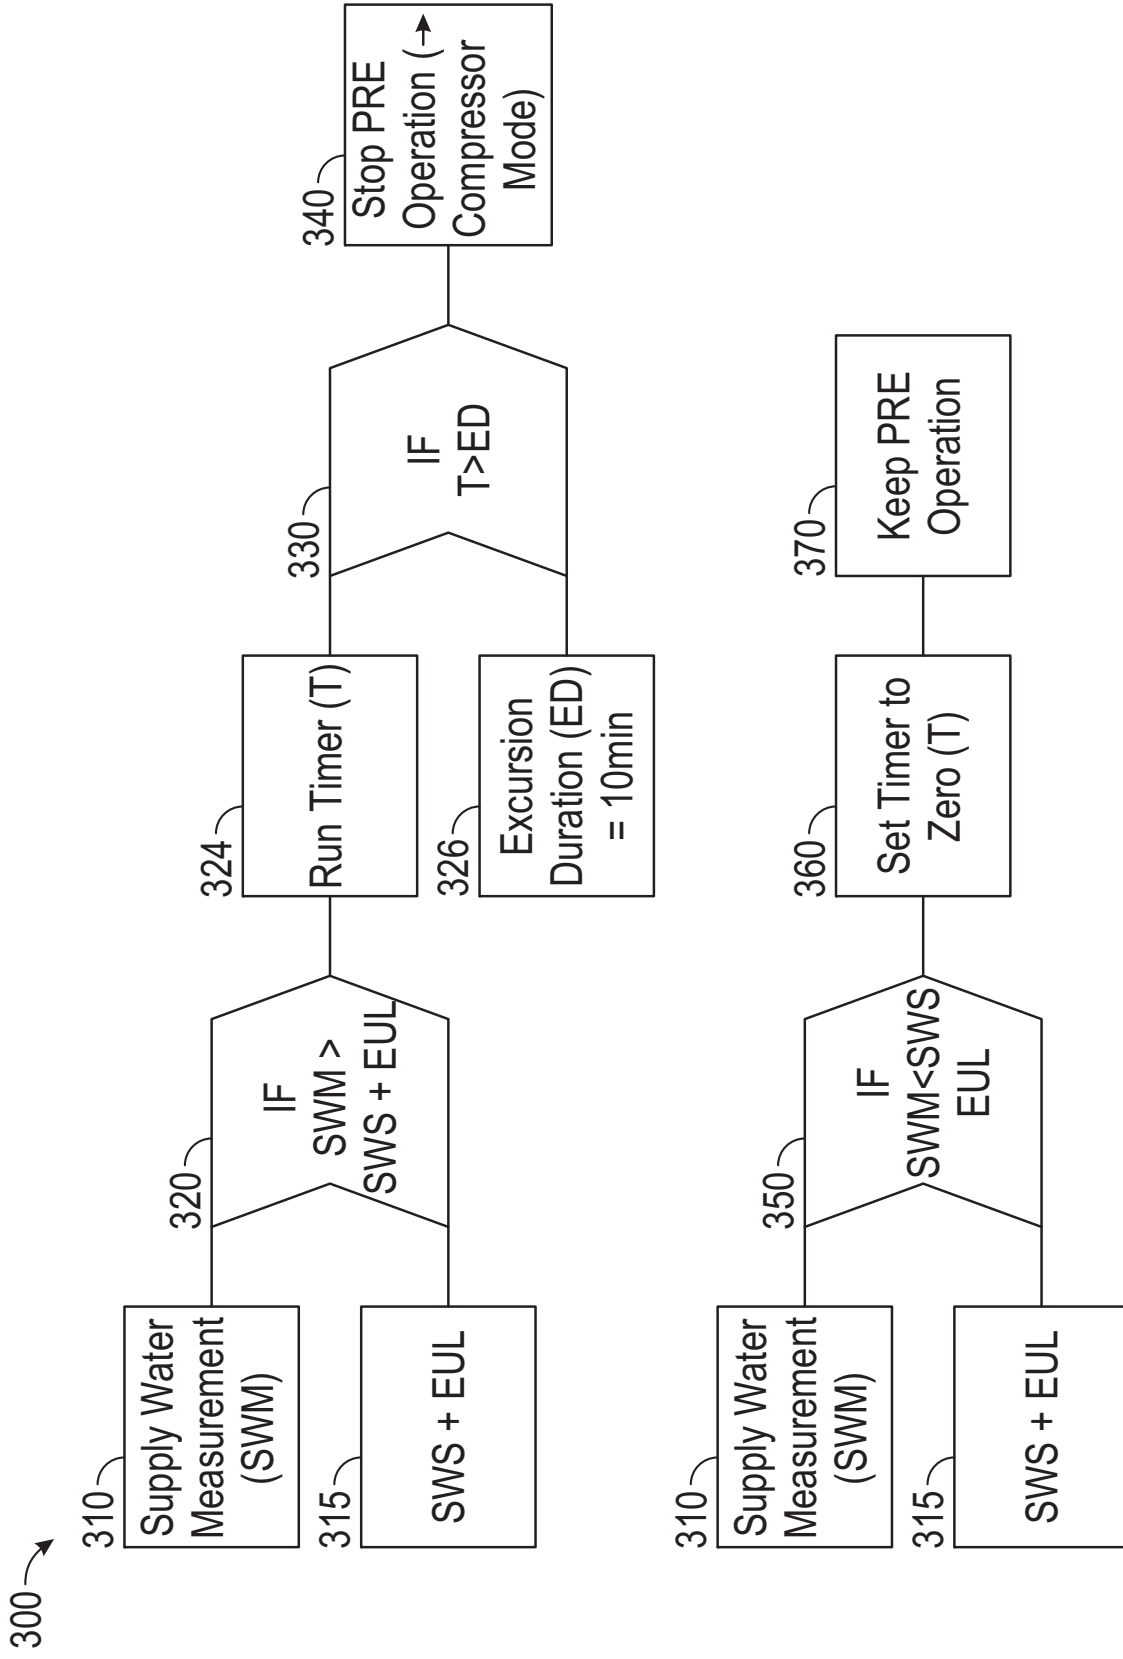 300
310
Supply Water
Measurement
(SWM)
315
SWS + EUL
320
IF
SWM >
SWS + EUL
324
Run Timer (T)
326
Excursion
Duration (ED)
= 10min
330
IF
T>ED
340
Stop PRE
Operation (→
Compressor
Mode)
310
Supply Water
Measurement
(SWM)
315
SWS + EUL
350
IF
SWM<SWS
EUL
360
Set Timer to
Zero (T)
370
Keep PRE
Operation